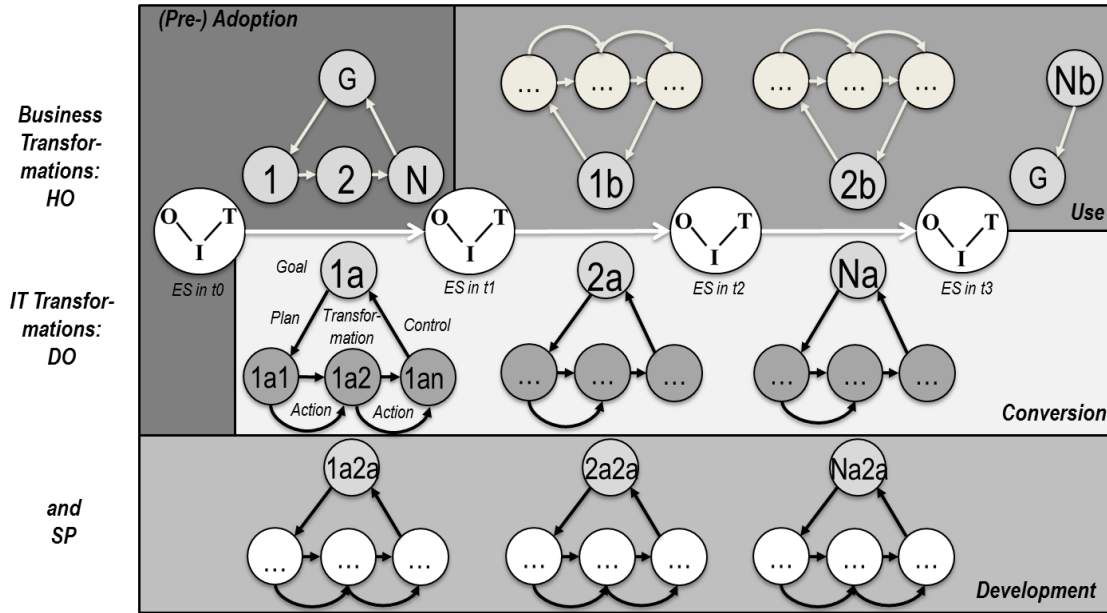 (Pre-) Adoption
Business
Transfor-
mations:
HO
G
1
2
N
...
...
...
1b
...
...
...
2b
Nb
G
Use
O T
I
ES in t0
O T
I
ES in t1
O T
I
ES in t2
O T
I
ES in t3
IT Transfor-
mations:
DO
Goal
1a
Plan
Transfor-
mation
Control
1a1
1a2
1an
Action
Action
2a
...
...
...
Na
...
...
...
Conversion
and
SP
1a2a
...
...
...
2a2a
...
...
...
Na2a
...
...
...
Development